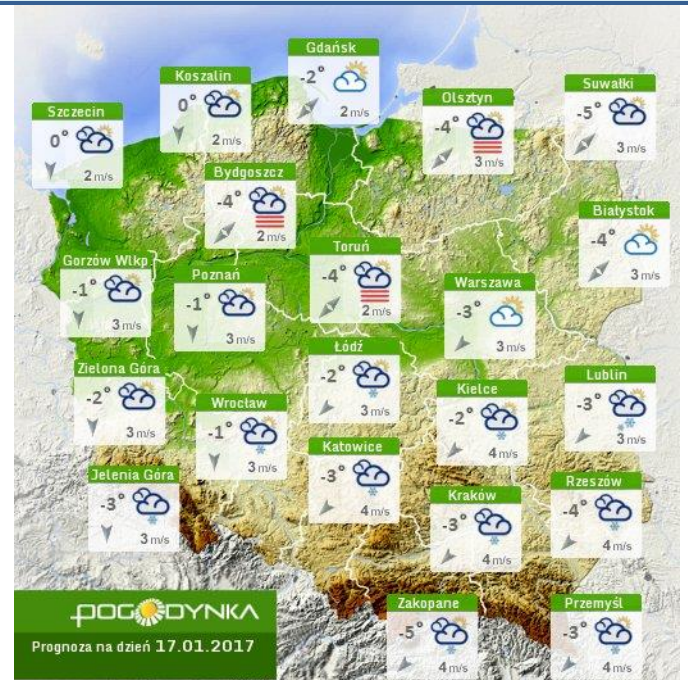 Gdańsk
-2°
2 m/s
Koszalin
0°
2 m/s
Suwałki
-5°
3 m/s
Olsztyn
-4°
3 m/s
Szczecin
0°
2 m/s
Bydgoszcz
-4°
2 m/s
Białystok
-4°
3 m/s
Toruń
-4°
2 m/s
Gorzów Wlkp
-1°
3 m/s
Poznań
-1°
3 m/s
Warszawa
-3°
3 m/s
Łódź
-2°
3 m/s
Zielona Góra
-2°
3 m/s
Lublin
-3°
3 m/s
Kielce
-2°
4 m/s
Wrocław
-1°
3 m/s
Katowice
-3°
4 m/s
Jelenia Góra
-3°
3 m/s
Rzeszów
-4°
4 m/s
Kraków
-3°
4 m/s
Zakopane
-5°
4 m/s
Przemyśl
-3°
4 m/s
POGODYNKA
Prognoza na dzień 17.01.2017